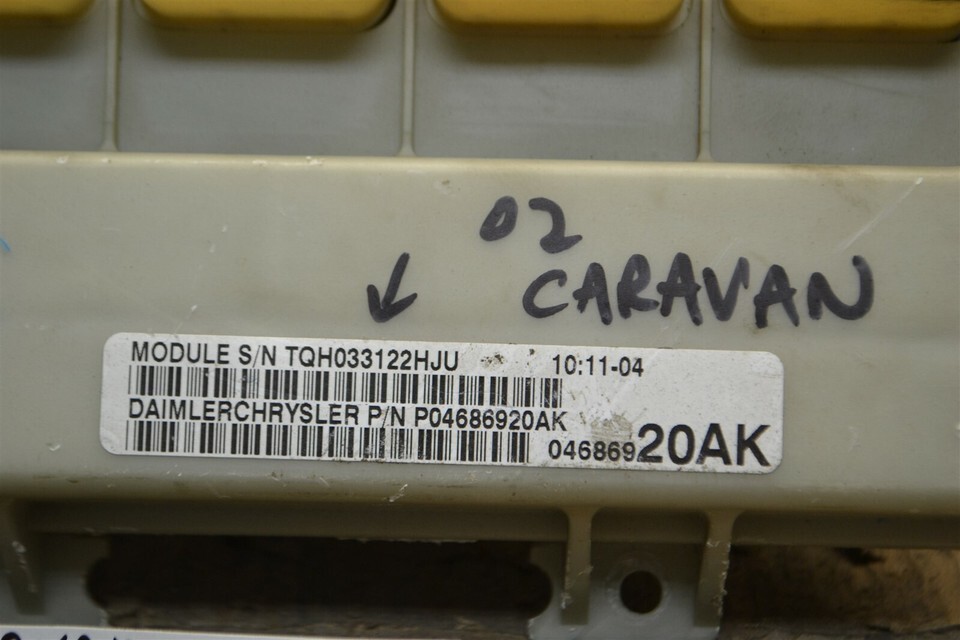 02
CARAVAN
MODULE S/N TQH033122HJU 10:11-04
DAIMLERCHRYSLER P/N P04686920AK
04686920AK